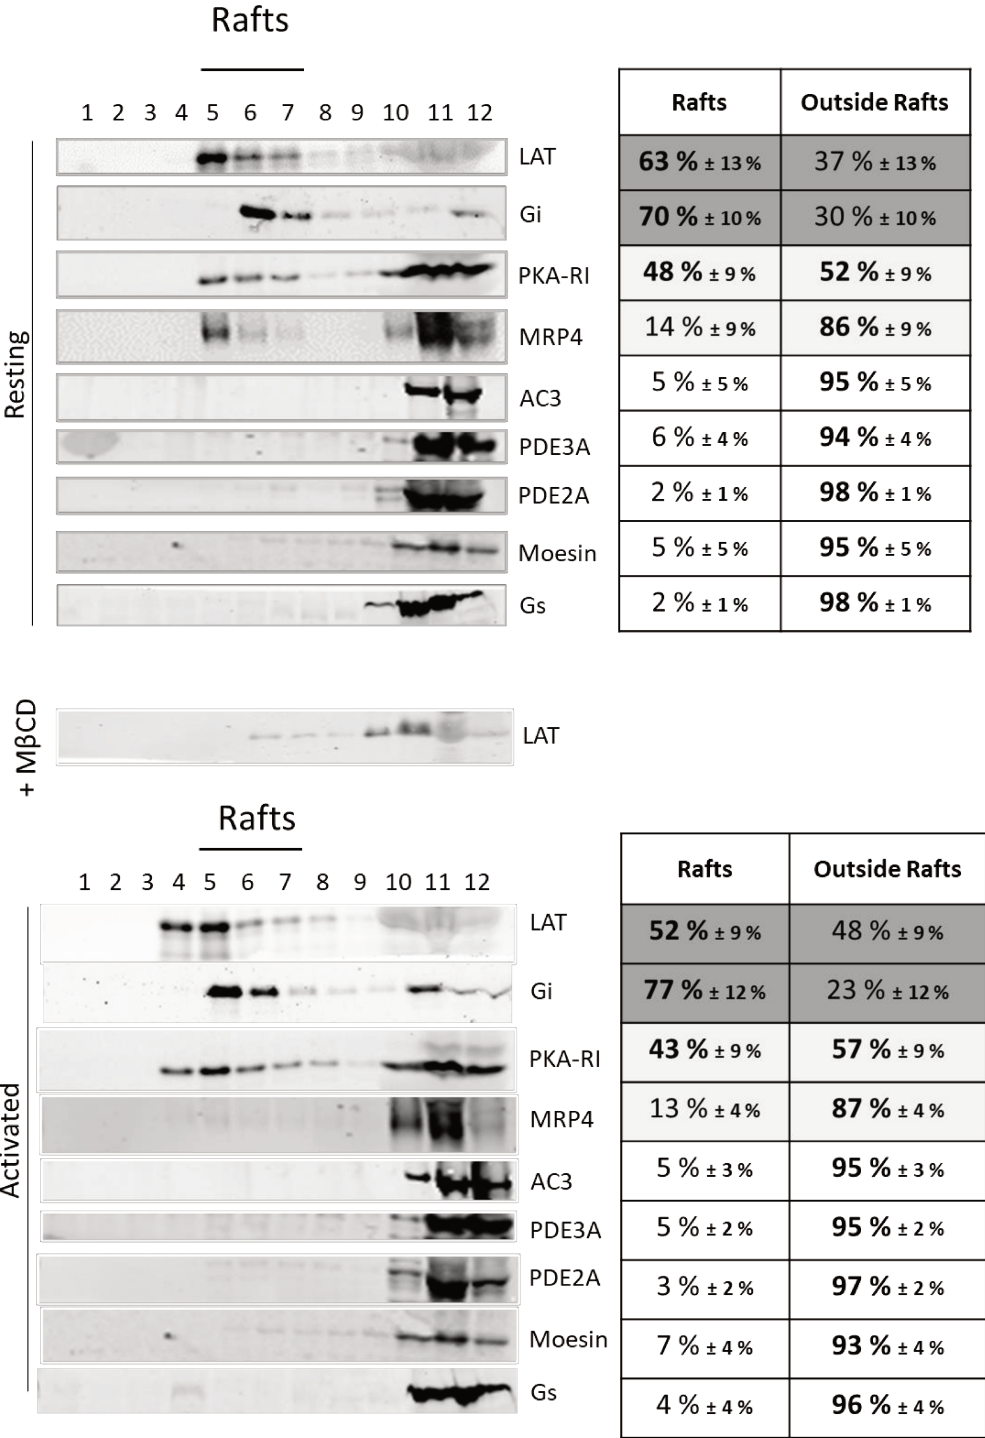 Rafts
1 2 3 4 5 6 7 8 9 10 11 12
Rafts Outside Rafts
Resting
LAT 63 % ± 13 % 37 % ± 13 %
Gi 70 % ± 10 % 30 % ± 10 %
PKA-RI 48 % ± 9 % 52 % ± 9 %
MRP4 14 % ± 9 % 86 % ± 9 %
AC3 5 % ± 5 % 95 % ± 5 %
PDE3A 6 % ± 4 % 94 % ± 4 %
PDE2A 2 % ± 1 % 98 % ± 1 %
Moesin 5 % ± 5 % 95 % ± 5 %
Gs 2 % ± 1 % 98 % ± 1 %
+ MβCD
LAT
Rafts
1 2 3 4 5 6 7 8 9 10 11 12
Rafts Outside Rafts
Activated
LAT 52 % ± 9 % 48 % ± 9 %
Gi 77 % ± 12 % 23 % ± 12 %
PKA-RI 43 % ± 9 % 57 % ± 9 %
MRP4 13 % ± 4 % 87 % ± 4 %
AC3 5 % ± 3 % 95 % ± 3 %
PDE3A 5 % ± 2 % 95 % ± 2 %
PDE2A 3 % ± 2 % 97 % ± 2 %
Moesin 7 % ± 4 % 93 % ± 4 %
Gs 4 % ± 4 % 96 % ± 4 %